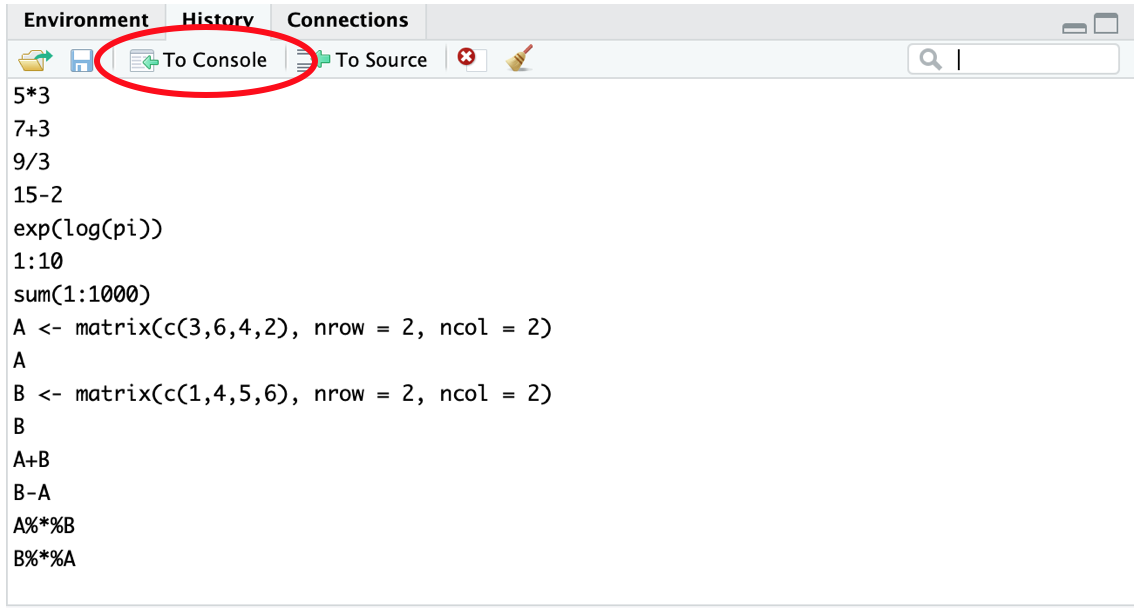 Environment History Connections
To Console To Source
5*3
7+3
9/3
15-2
exp(log(pi))
1:10
sum(1:1000)
A <- matrix(c(3,6,4,2), nrow = 2, ncol = 2)
A
B <- matrix(c(1,4,5,6), nrow = 2, ncol = 2)
B
A+B
B-A
A%*%B
B%*%A